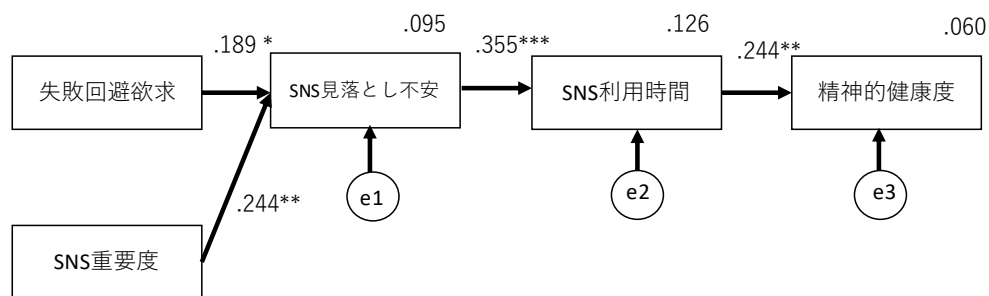 .095
.126
.060
.189 *
.355***
.244**
失敗回避欲求
SNS見落とし不安
SNS利用時間
精神的健康度
e1
e2
e3
.244**
SNS重要度